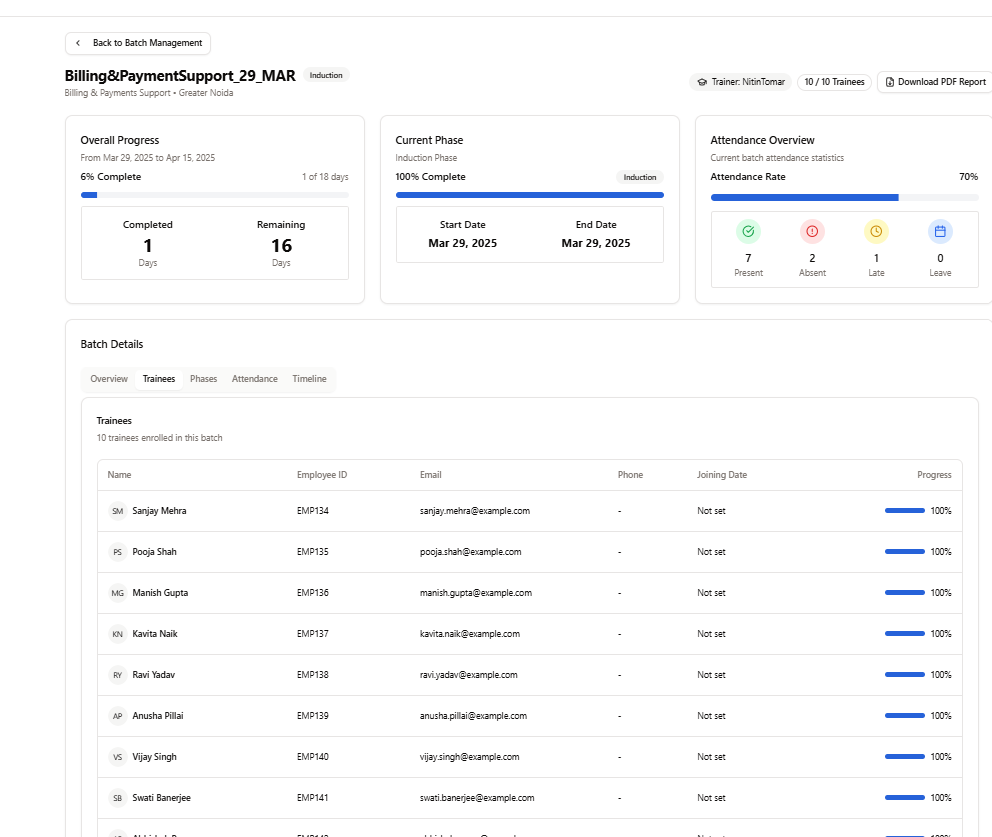 Back to Batch Management
Billing&PaymentSupport_29_MAR Induction
Billing & Payments Support • Greater Noida
Trainer: NitinTomar 10 / 10 Trainees Download PDF Report
Overall Progress
From Mar 29, 2025 to Apr 15, 2025
6% Complete 1 of 18 days
Completed Remaining
1 16
Days Days
Current Phase
Induction Phase
100% Complete Induction
Start Date End Date
Mar 29, 2025 Mar 29, 2025
Attendance Overview
Current batch attendance statistics
Attendance Rate 70%
7 2 1 0
Present Absent Late Leave
Batch Details
Overview Trainees Phases Attendance Timeline
Trainees
10 trainees enrolled in this batch
Name Employee ID Email Phone Joining Date Progress
SM Sanjay Mehra EMP134 sanjay.mehra@example.com - Not set 100%
PS Pooja Shah EMP135 pooja.shah@example.com - Not set 100%
MG Manish Gupta EMP136 manish.gupta@example.com - Not set 100%
KN Kavita Naik EMP137 kavita.naik@example.com - Not set 100%
RY Ravi Yadav EMP138 ravi.yadav@example.com - Not set 100%
AP Anusha Pillai EMP139 anusha.pillai@example.com - Not set 100%
VS Vijay Singh EMP140 vijay.singh@example.com - Not set 100%
SB Swati Banerjee EMP141 swati.banerjee@example.com - Not set 100%